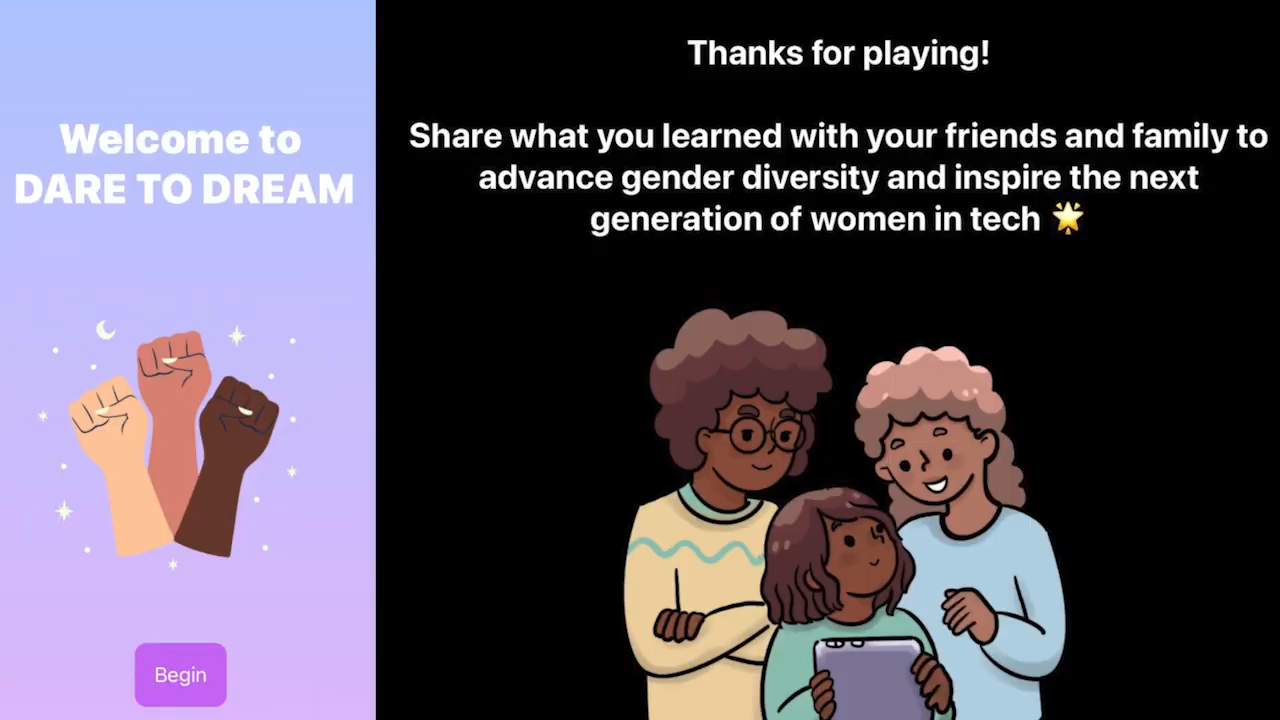 Welcome to
DARE TO DREAM
Begin
Thanks for playing!
Share what you learned with your friends and family to
advance gender diversity and inspire the next
generation of women in tech 🌟